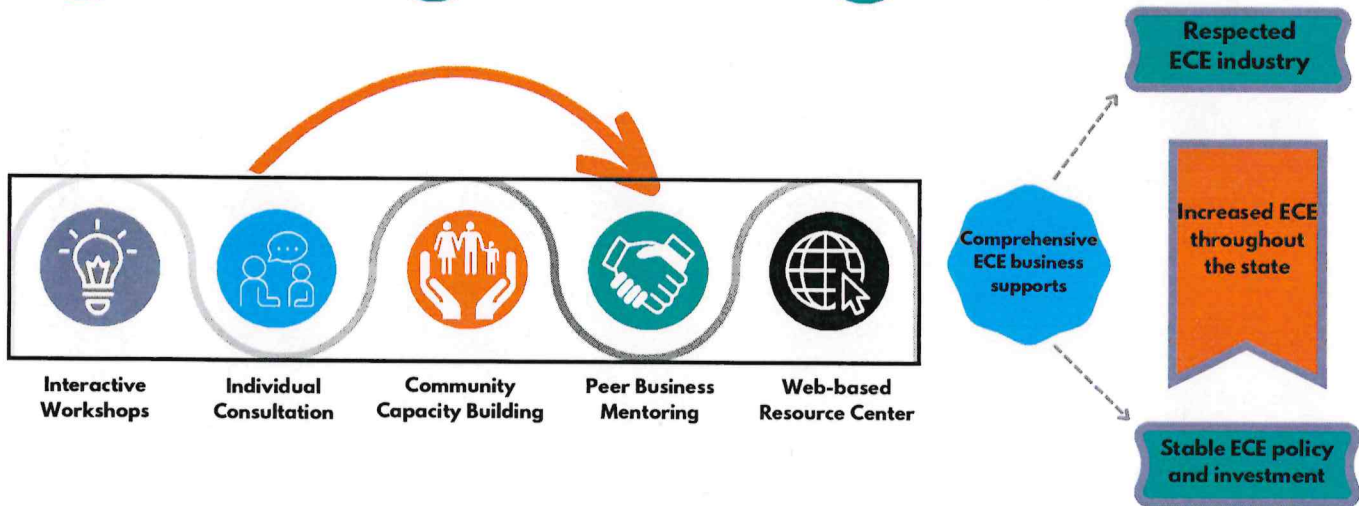 Respected
ECE industry
Increased ECE
throughout
the state
Comprehensive
ECE business
supports
Interactive
Workshops
Individual
Consultation
Community
Capacity Building
Peer Business
Mentoring
Web-based
Resource Center
Stable ECE policy
and investment